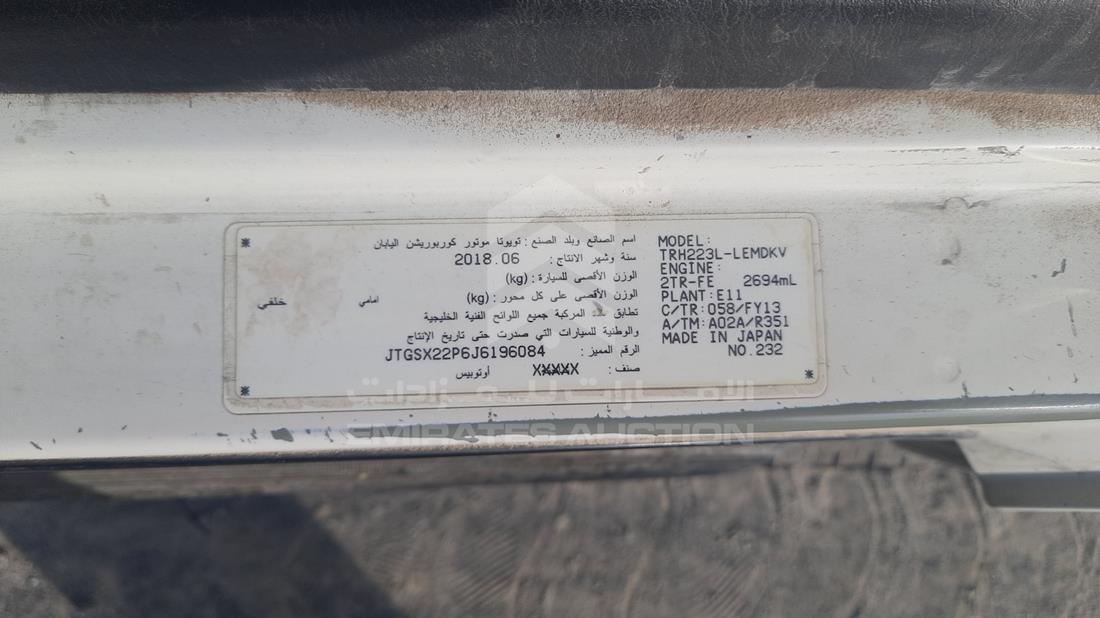 اسم الصانع وبلد الصنع : تويوتا موتور كوربوريشن اليابان
سنة وشهر الانتاج : 2018.06
الوزن الأقصى للسيارة : (kg)
الوزن الأقصى على كل محور : (kg) امامي خلفي
تطابق المركبة جميع اللوائح الفنية الخليجية
والوطنية للسيارات التي صدرت حتى تاريخ الإنتاج
الرقم المميز : JTGSX22P6J6196084
صنف : XXXXX أوتوبيس
MODEL:
TRH223L-LEMDKV
ENGINE:
2TR-FE 2694mL
PLANT:E11
C/TR:058/FY13
A/TM:A02A/R351
MADE IN JAPAN
NO.232
الإمارات للمزادات
EMIRATES AUCTION